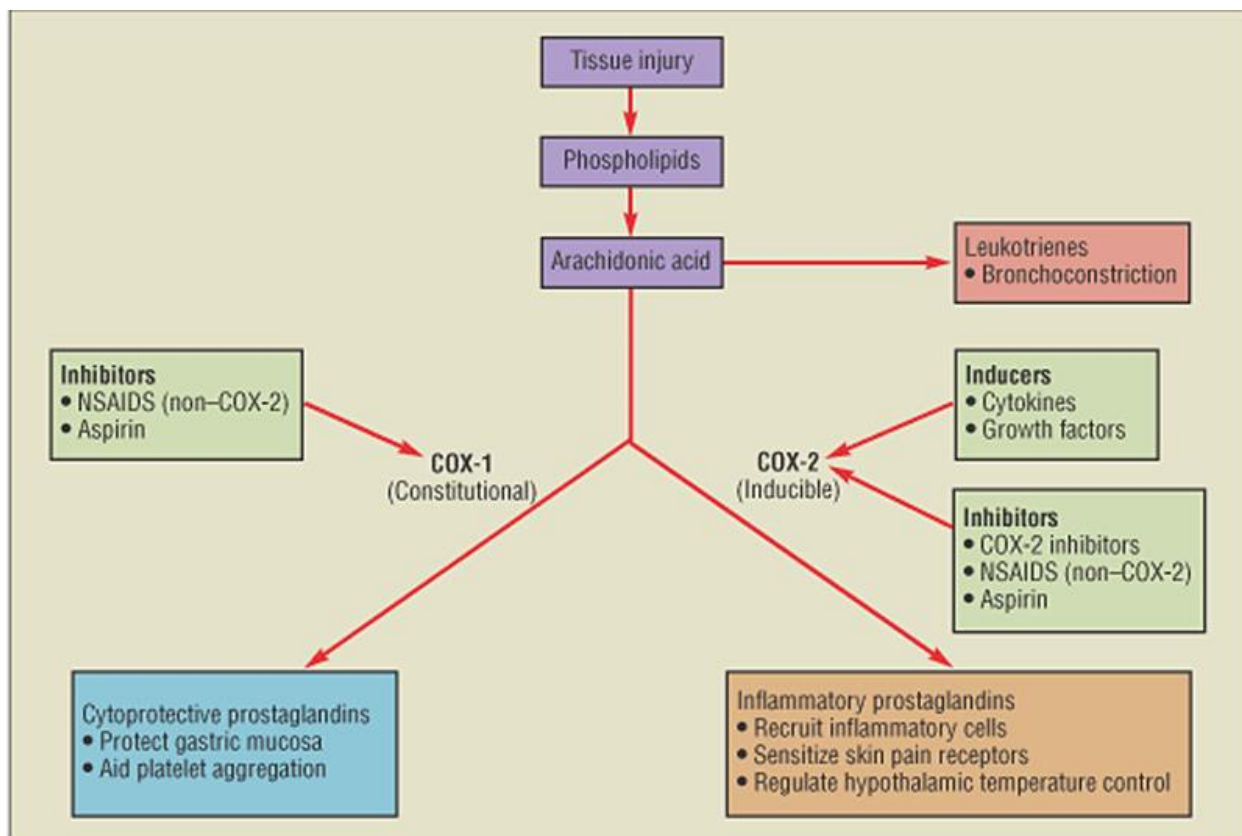 Tissue injury
Phospholipids
Arachidonic acid
Leukotrienes
• Bronchoconstriction
Inhibitors
• NSAIDS (non–COX-2)
• Aspirin
COX-1
(Constitutional)
COX-2
(Inducible)
Inducers
• Cytokines
• Growth factors
Inhibitors
• COX-2 inhibitors
• NSAIDS (non–COX-2)
• Aspirin
Cytoprotective prostaglandins
• Protect gastric mucosa
• Aid platelet aggregation
Inflammatory prostaglandins
• Recruit inflammatory cells
• Sensitize skin pain receptors
• Regulate hypothalamic temperature control